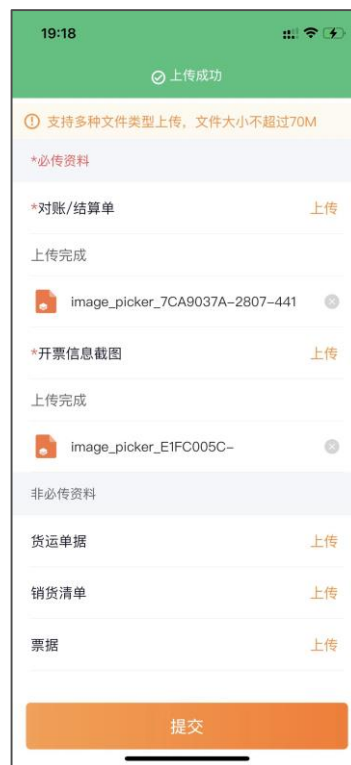 19:18
上传成功
支持多种文件类型上传，文件大小不超过70M
*必传资料
*对账/结算单 上传
上传完成
image_picker_7CA9037A-2807-441
*开票信息截图 上传
上传完成
image_picker_E1FC005C-
非必传资料
货运单据 上传
销货清单 上传
票据 上传
提交